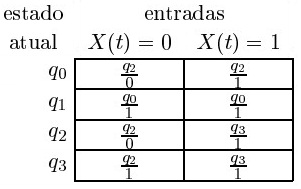 estado entradas
atual X(t) = 0 X(t) = 1
q₀ q₂/0 q₂/1
q₁ q₀/1 q₀/1
q₂ q₂/0 q₃/1
q₃ q₂/1 q₃/1